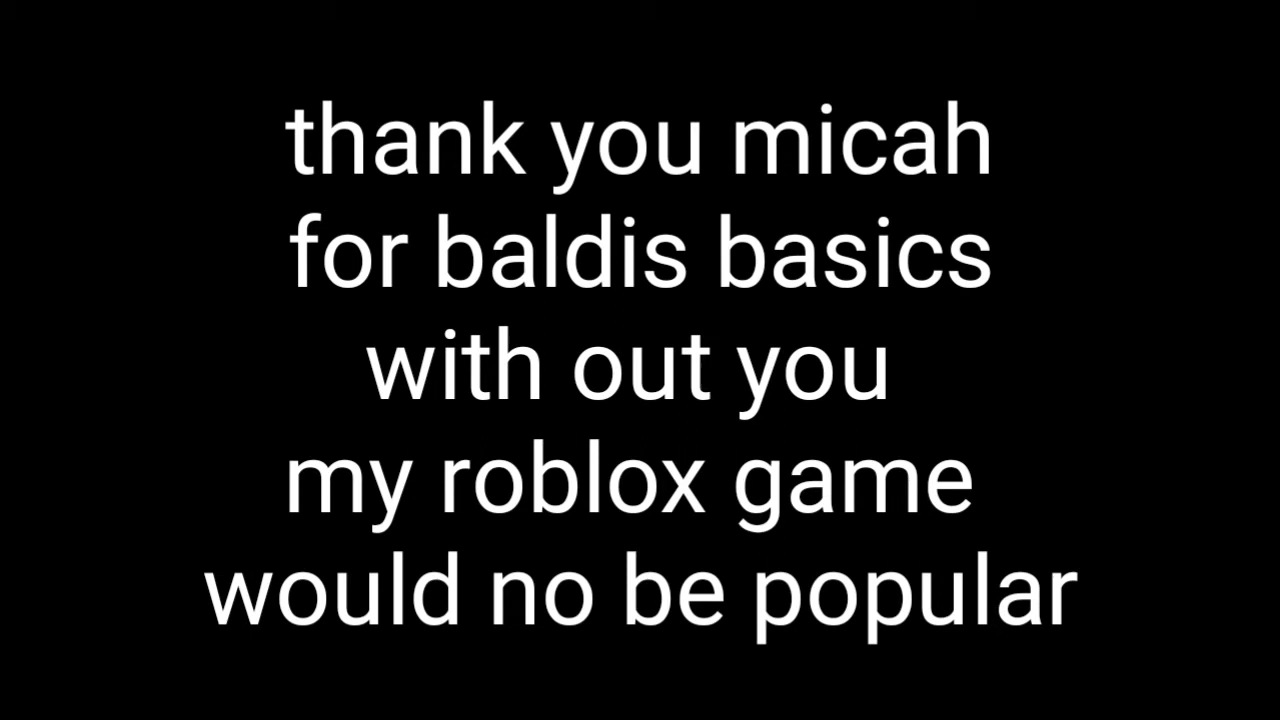 thank you micah
for baldis basics
with out you
my roblox game
would no be popular